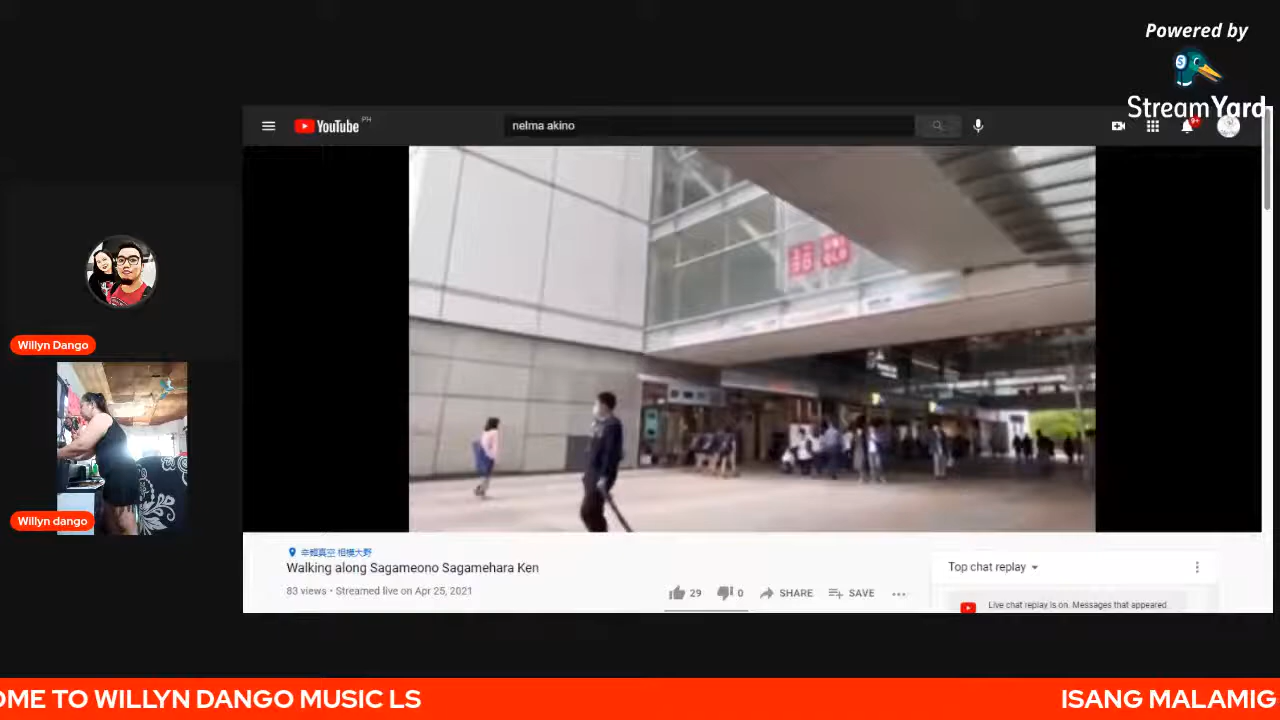 Powered by
StreamYard
YouTube PH
nelma akino
9+
Willyn Dango
Willyn dango
Walking along Sagameono Sagamehara Ken
83 views • Streamed live on Apr 25, 2021
29
0
SHARE
SAVE
Top chat replay
Live chat replay is on. Messages that appeared
OME TO WILLYN DANGO MUSIC LS
ISANG MALAMIG